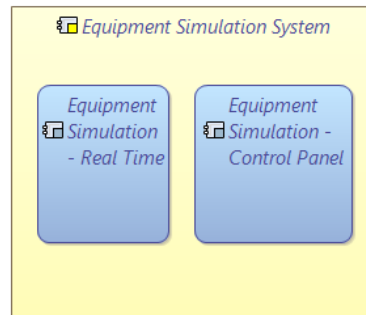 Equipment Simulation System
Equipment
Simulation
- Real Time
Equipment
Simulation -
Control Panel